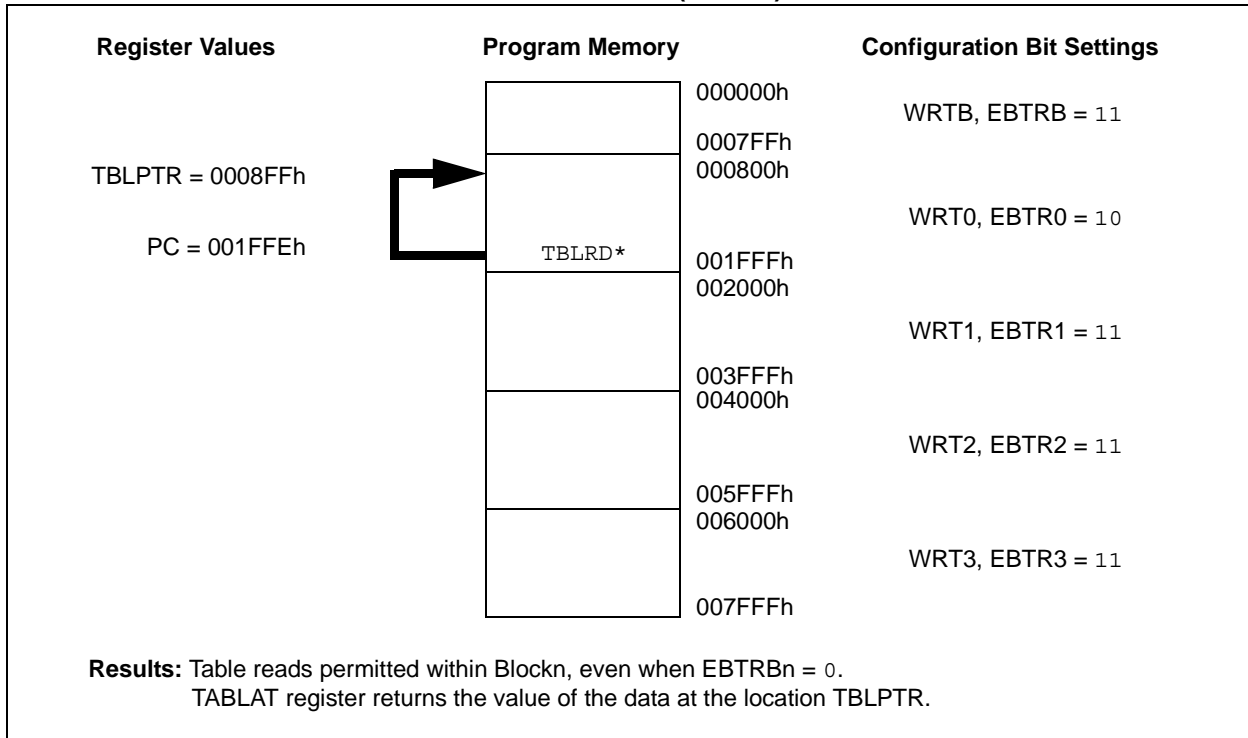 Register Values
Program Memory
Configuration Bit Settings
000000h
WRTB, EBTRB = 11
0007FFh
000800h
TBLPTR = 0008FFh
WRT0, EBTR0 = 10
PC = 001FFEh
TBLRD*
001FFFh
002000h
WRT1, EBTR1 = 11
003FFFh
004000h
WRT2, EBTR2 = 11
005FFFh
006000h
WRT3, EBTR3 = 11
007FFFh
Results: Table reads permitted within Blockn, even when EBTRBn = 0.
TABLAT register returns the value of the data at the location TBLPTR.